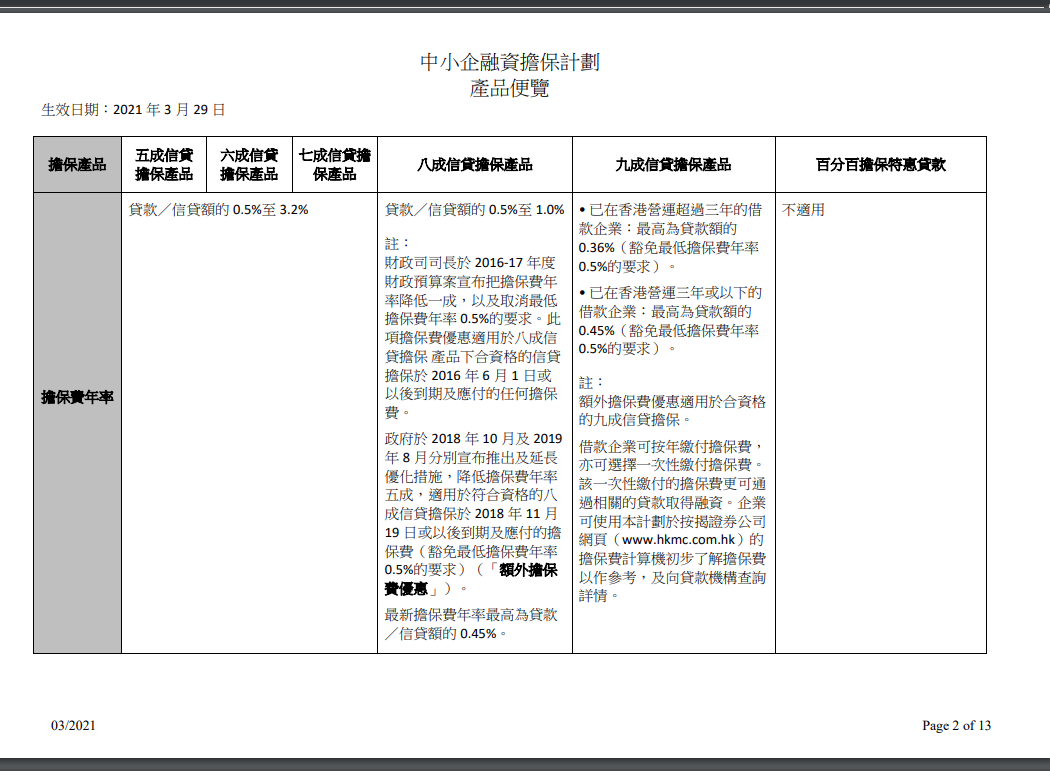 中小企融資擔保計劃
產品便覽
生效日期：2021 年 3 月 29 日
擔保產品
五成信貸
擔保產品
六成信貸
擔保產品
七成信貸擔
保產品
八成信貸擔保產品
九成信貸擔保產品
百分百擔保特惠貸款
擔保費年率
貸款／信貸額的 0.5%至 3.2%
貸款／信貸額的 0.5%至 1.0%
註：
財政司司長於 2016-17 年度
財政預算案宣布把擔保費年
率降低一成，以及取消最低
擔保費年率 0.5%的要求。此
項擔保費優惠適用於八成信
貸擔保 產品下合資格的信貸
擔保於 2016 年 6 月 1 日或
以後到期及應付的任何擔保
費。
政府於 2018 年 10 月及 2019
年 8 月分別宣布推出及延長
優化措施，降低擔保費年率
五成，適用於符合資格的八
成信貸擔保於 2018 年 11 月
19 日或以後到期及應付的擔
保費（豁免最低擔保費年率
0.5%的要求）（「額外擔保
費優惠」）。
最新擔保費年率最高為貸款
／信貸額的 0.45%。
• 已在香港營運超過三年的借
款企業：最高為貸款額的
0.36%（豁免最低擔保費年率
0.5%的要求）。
• 已在香港營運三年或以下的
借款企業：最高為貸款額的
0.45%（豁免最低擔保費年率
0.5%的要求）。
註：
額外擔保費優惠適用於合資格
的九成信貸擔保。
借款企業可按年繳付擔保費，
亦可選擇一次性繳付擔保費。
該一次性繳付的擔保費更可通
過相關的貸款取得融資。企業
可使用本計劃於按揭證券公司
網頁（www.hkmc.com.hk）的
擔保費計算機初步了解擔保費
以作參考，及向貸款機構查詢
詳情。
不適用
03/2021
Page 2 of 13